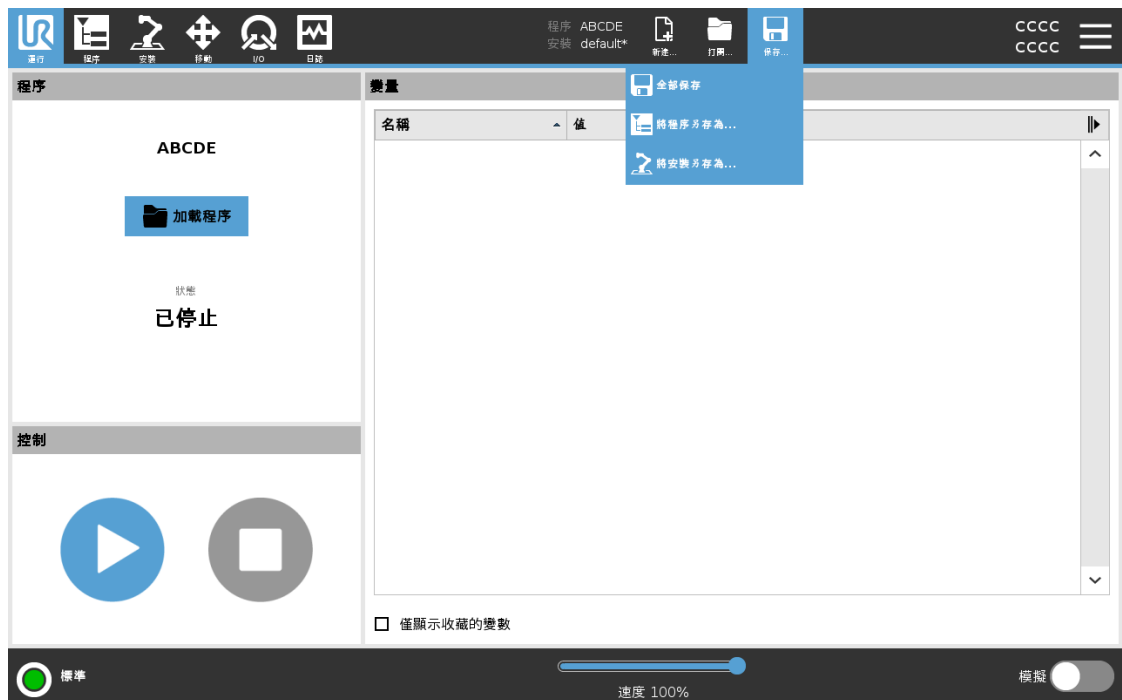 運行
程序
安裝
移動
I/O
日誌
程序 ABCDE
安裝 default*
新建...
打開...
保存...
CCCC
CCCC
全部保存
將程序另存為...
將安裝另存為...
程序
ABCDE
加載程序
狀態
已停止
控制
變量
名稱
值
僅顯示收藏的變數
標準
速度 100%
模擬